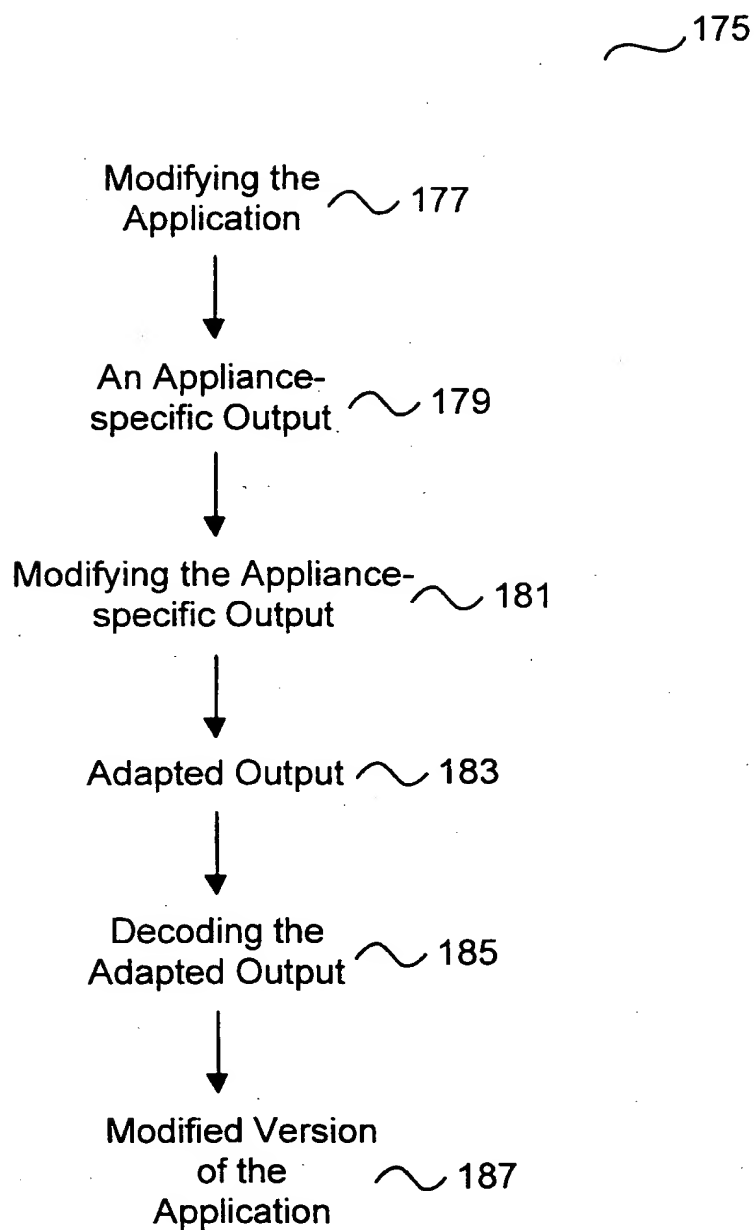 175
Modifying the
Application
177
An Appliance-
specific Output
179
Modifying the Appliance-
specific Output
181
Adapted Output
183
Decoding the
Adapted Output
185
Modified Version
of the
Application
187